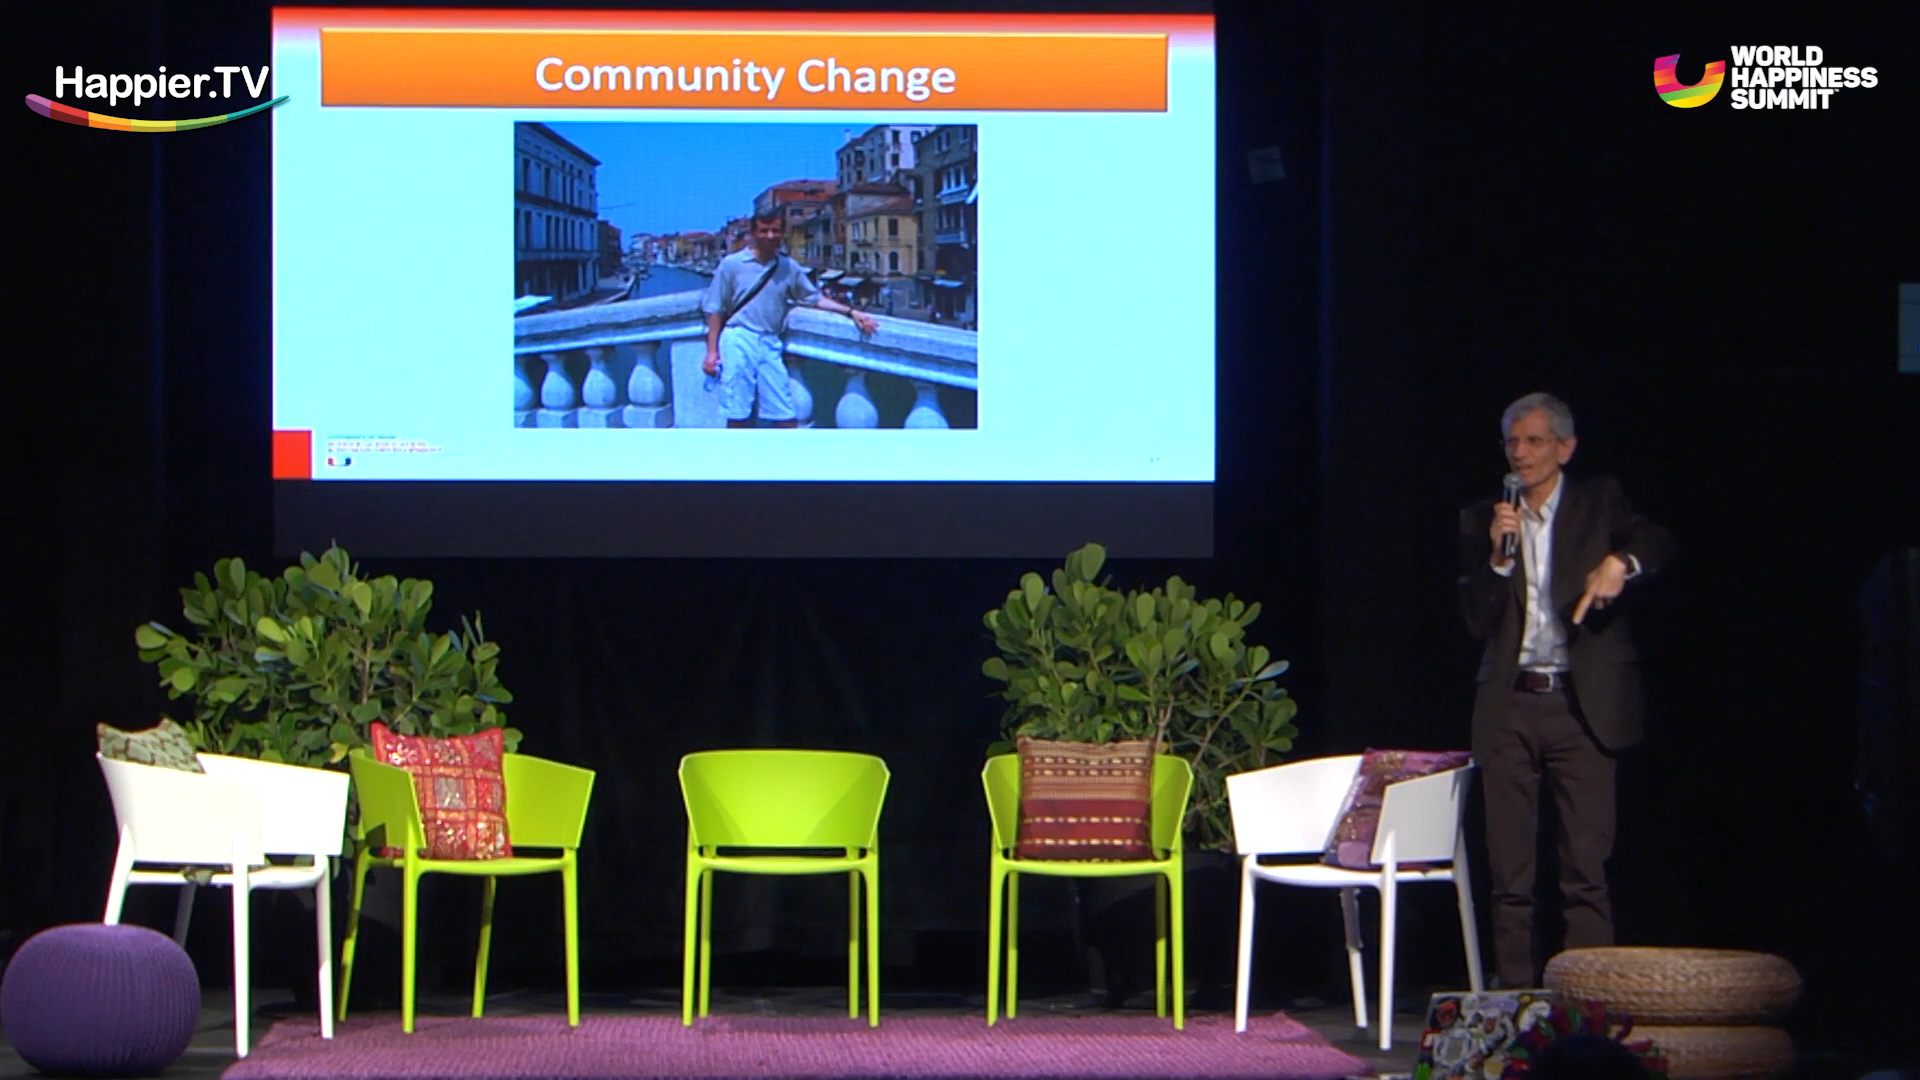 Happier.TV
Community Change
WORLD
HAPPINESS
SUMMIT